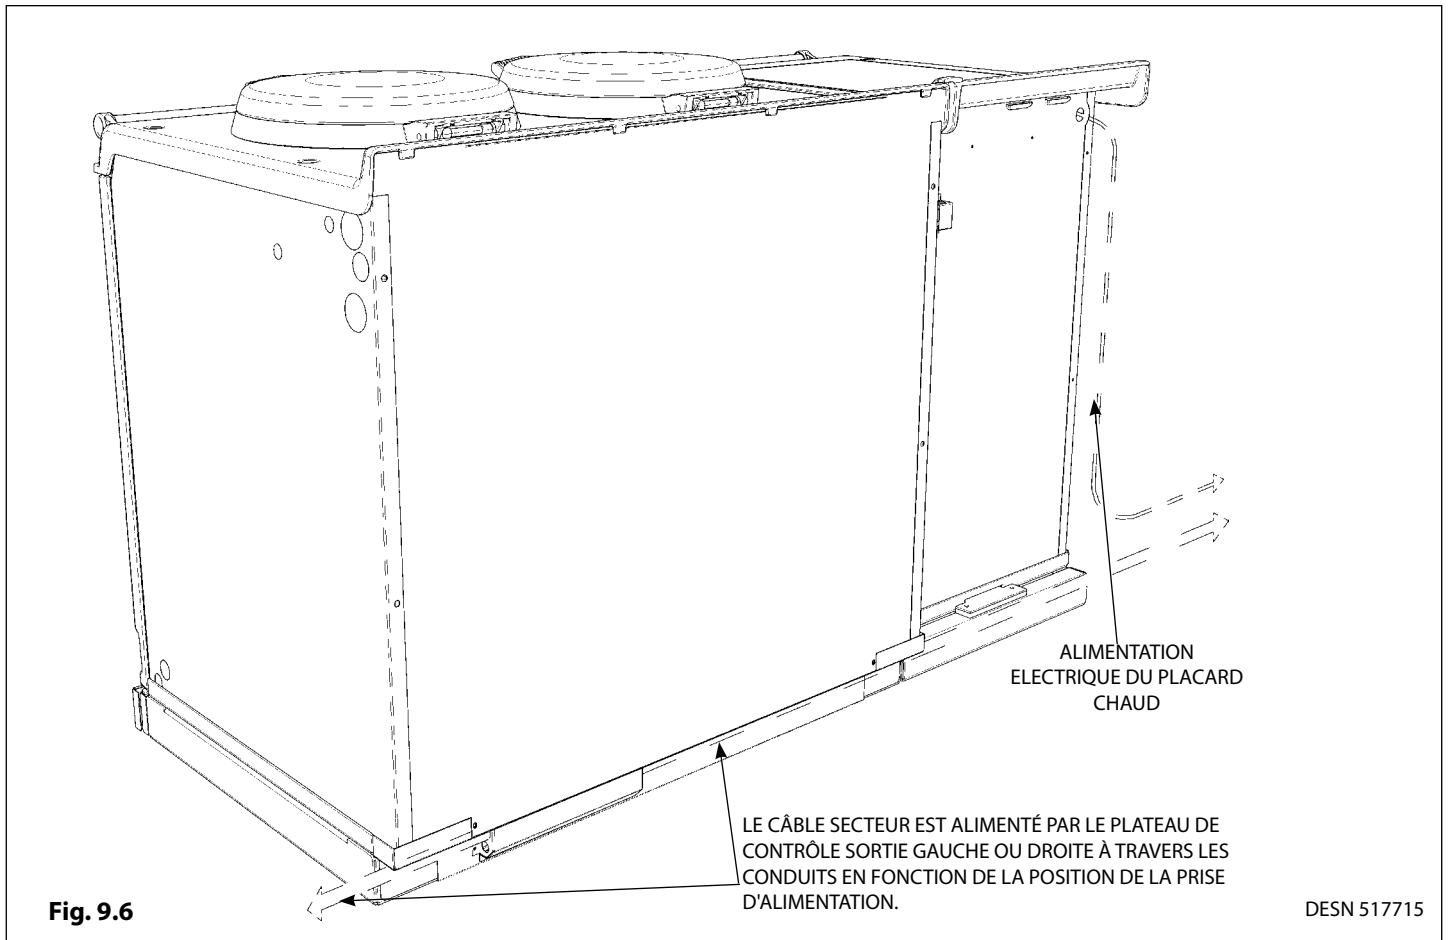 ALIMENTATION
ELECTRIQUE DU PLACARD
CHAUD
LE CÂBLE SECTEUR EST ALIMENTÉ PAR LE PLATEAU DE
CONTRÔLE SORTIE GAUCHE OU DROITE À TRAVERS LES
CONDUITS EN FONCTION DE LA POSITION DE LA PRISE
D'ALIMENTATION.
Fig. 9.6
DESN 517715